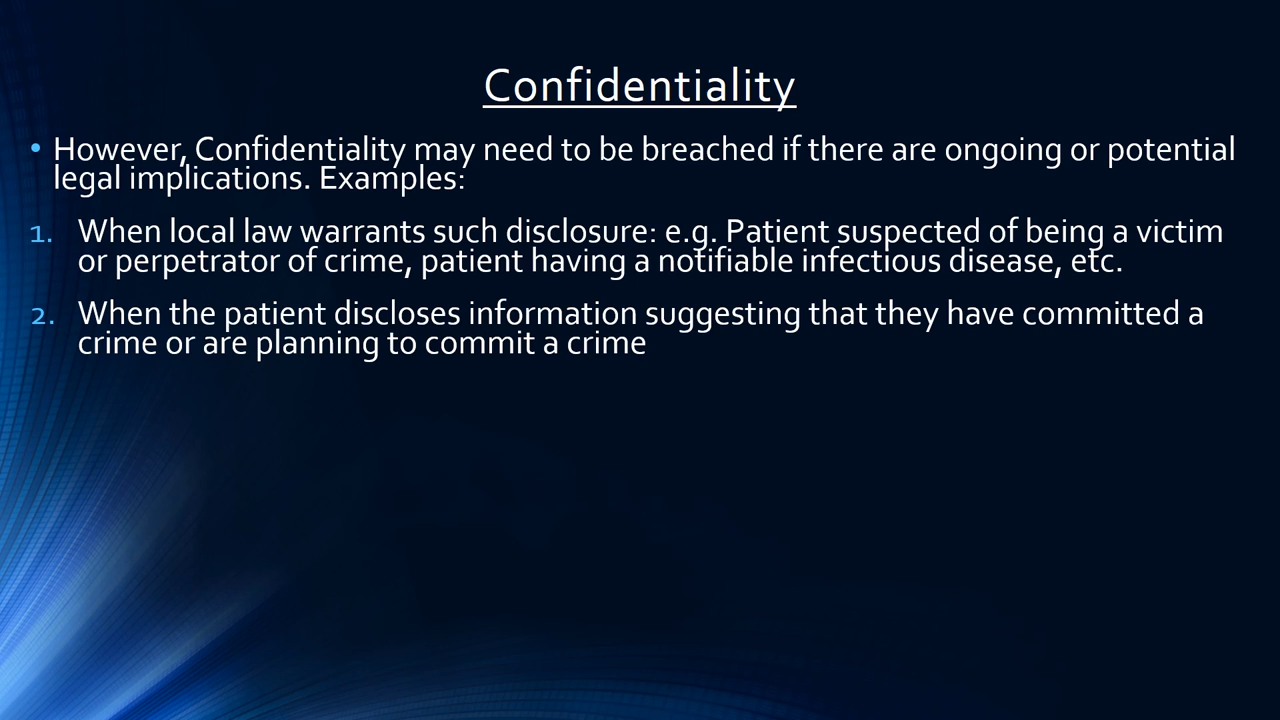 Confidentiality
• However, Confidentiality may need to be breached if there are ongoing or potential
legal implications. Examples:
1. When local law warrants such disclosure: e.g. Patient suspected of being a victim
or perpetrator of crime, patient having a notifiable infectious disease, etc.
2. When the patient discloses information suggesting that they have committed a
crime or are planning to commit a crime